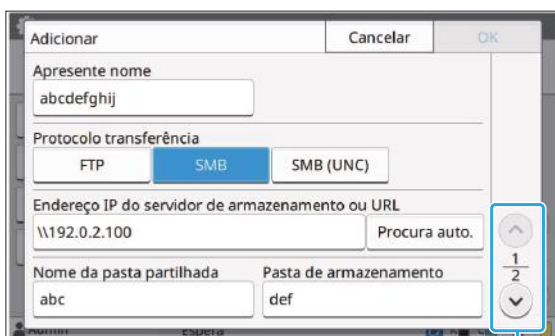 Adicionar Cancelar OK
Apresente nome
abcdefghij
Protocolo transferência
FTP SMB SMB (UNC)
Endereço IP do servidor de armazenamento ou URL
\\192.0.2.100 Procura auto.
1
2
Nome da pasta partilhada Pasta de armazenamento
abc def
Admin Espera